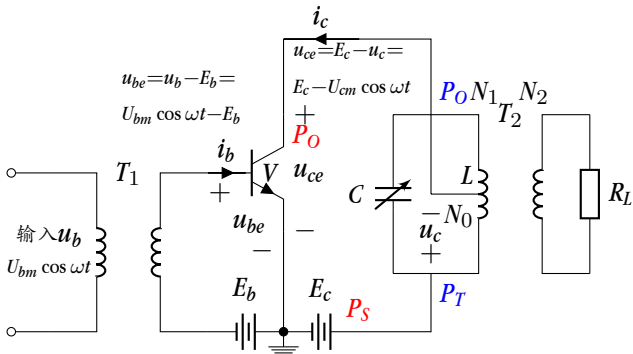 i_c
u_ce=E_c−u_c=
E_c−U_cm cos ωt
u_be=u_b−E_b=
U_bm cos ωt−E_b
+
P_O
P_O N_1
T_2
N_2
T_1
i_b
+
V
u_ce
u_be
−
−
C
L
−
N_0
u_c
+
R_L
输入u_b
U_bm cos ωt
E_b
E_c
P_S
P_T